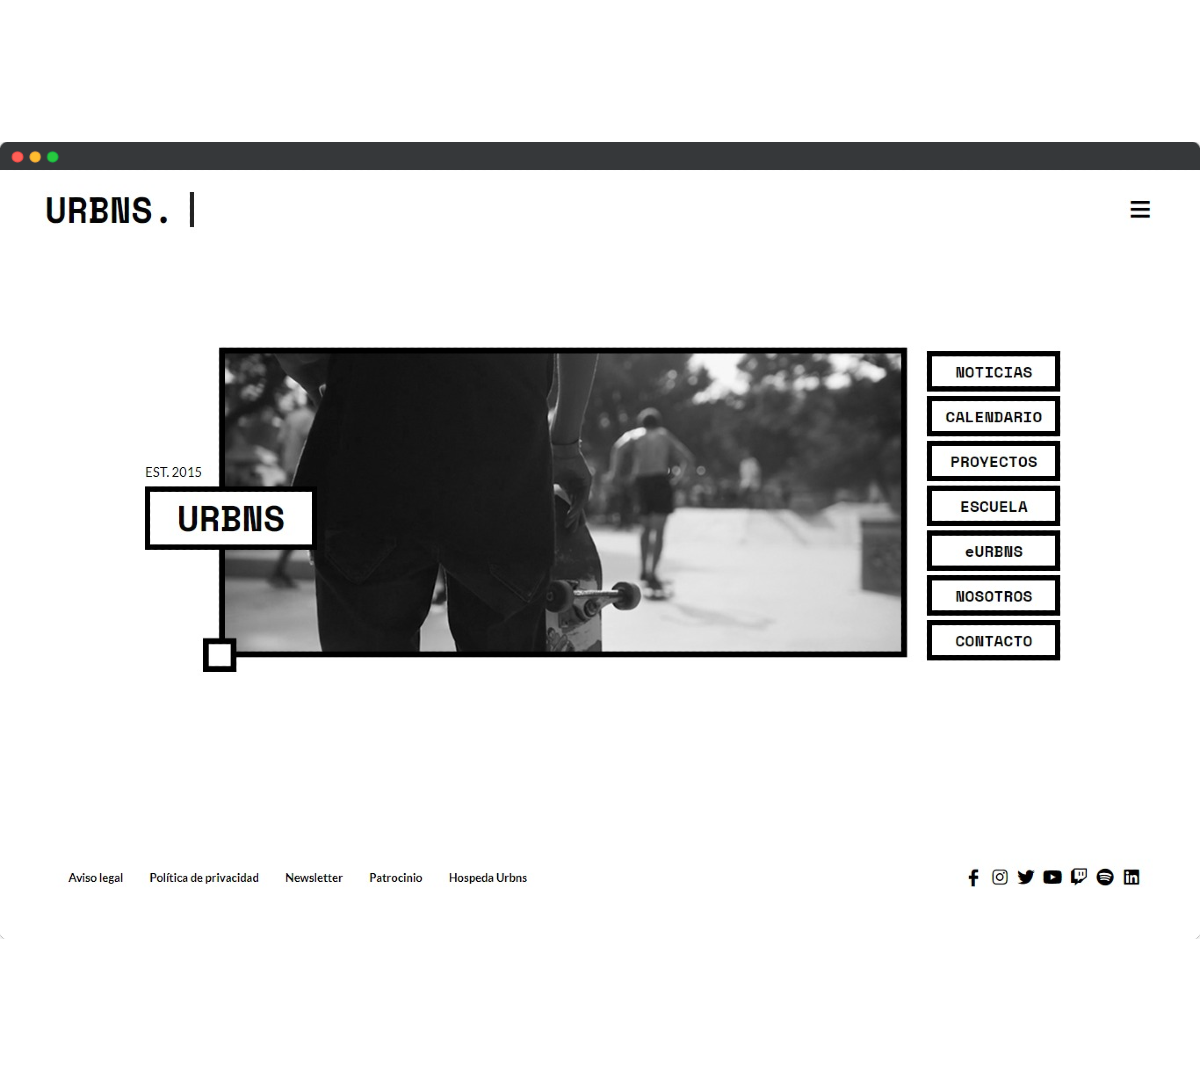 URBNS.
EST. 2015
URBNS
NOTICIAS
CALENDARIO
PROYECTOS
ESCUELA
eURBNS
NOSOTROS
CONTACTO
Aviso legal Política de privacidad Newsletter Patrocinio Hospeda Urbns